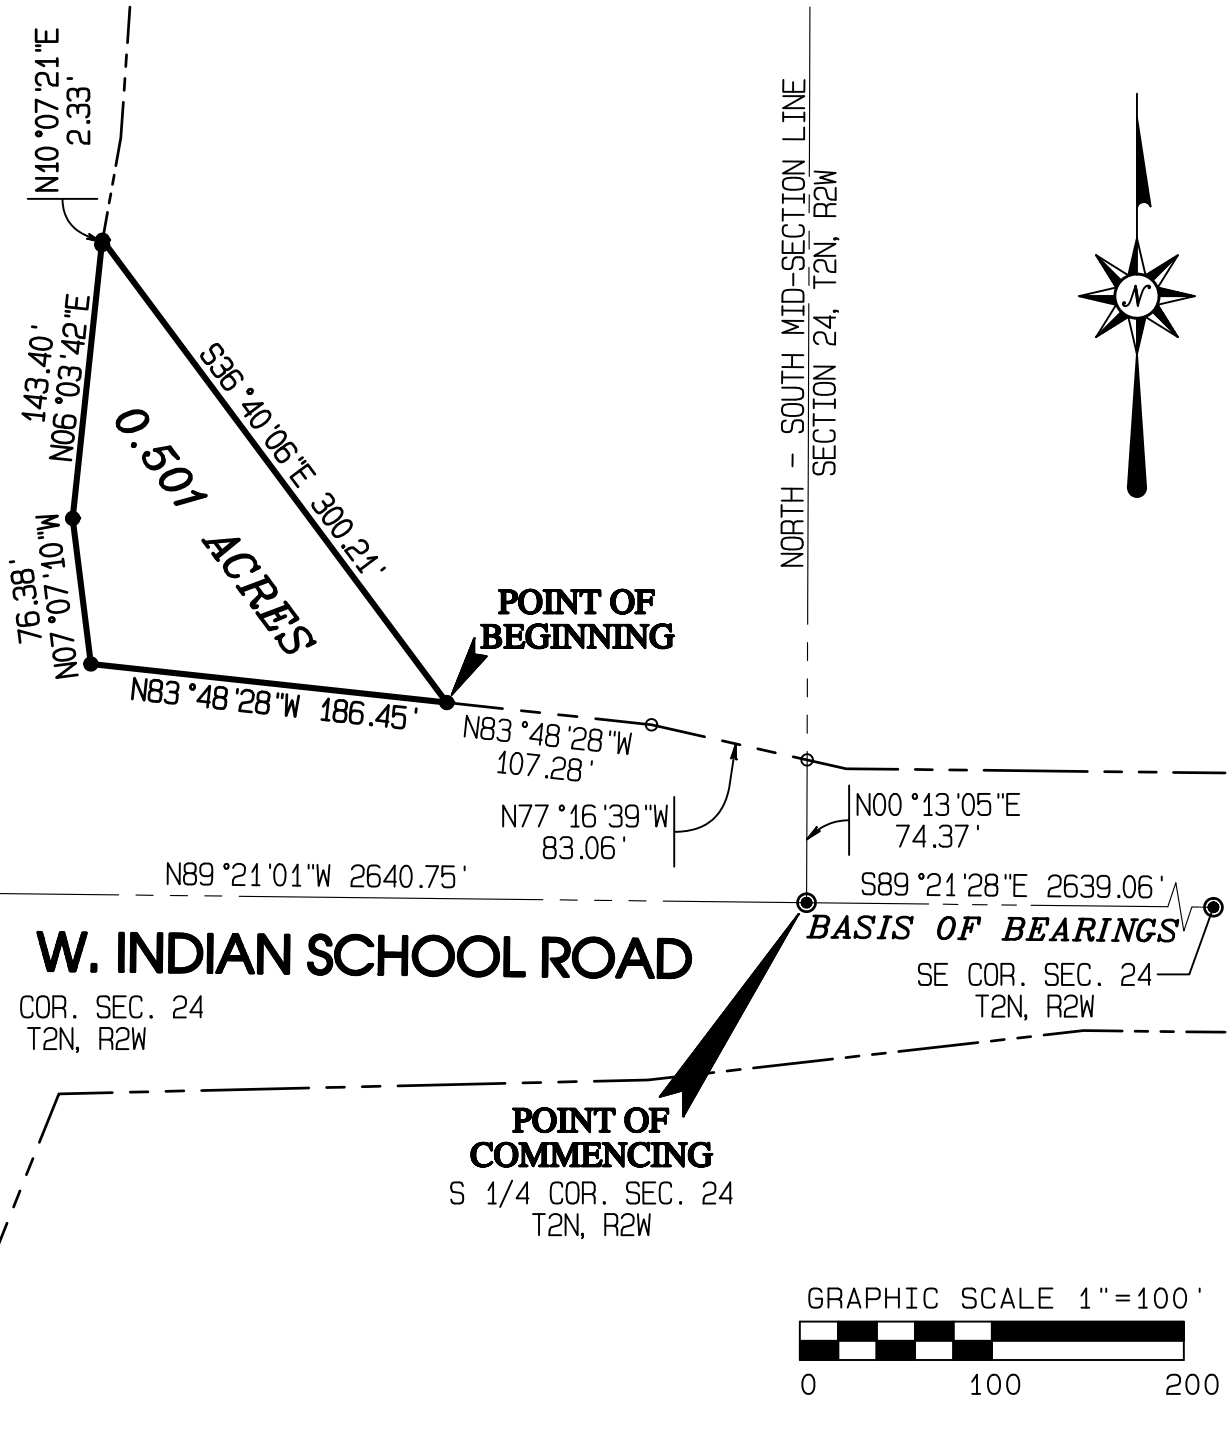 N10°07'21"E
2.33'
NORTH - SOUTH MID-SECTION LINE
SECTION 24, T2N, R2W
N
143.40'
N06°03'42"E
S36°40'06"E 300.21'
0.501 ACRES
76.38'
N07°07'10"W
POINT OF
BEGINNING
N83°48'28"W 186.45'
N83°48'28"W
107.28'
N77°16'39"W
83.06'
N00°13'05"E
74.37'
N89°21'01"W 2640.75'
S89°21'28"E 2639.06'
BASIS OF BEARINGS
W. INDIAN SCHOOL ROAD
SE COR. SEC. 24
T2N, R2W
COR. SEC. 24
T2N, R2W
POINT OF
COMMENCING
S 1/4 COR. SEC. 24
T2N, R2W
GRAPHIC SCALE 1"=100'
0 100 200